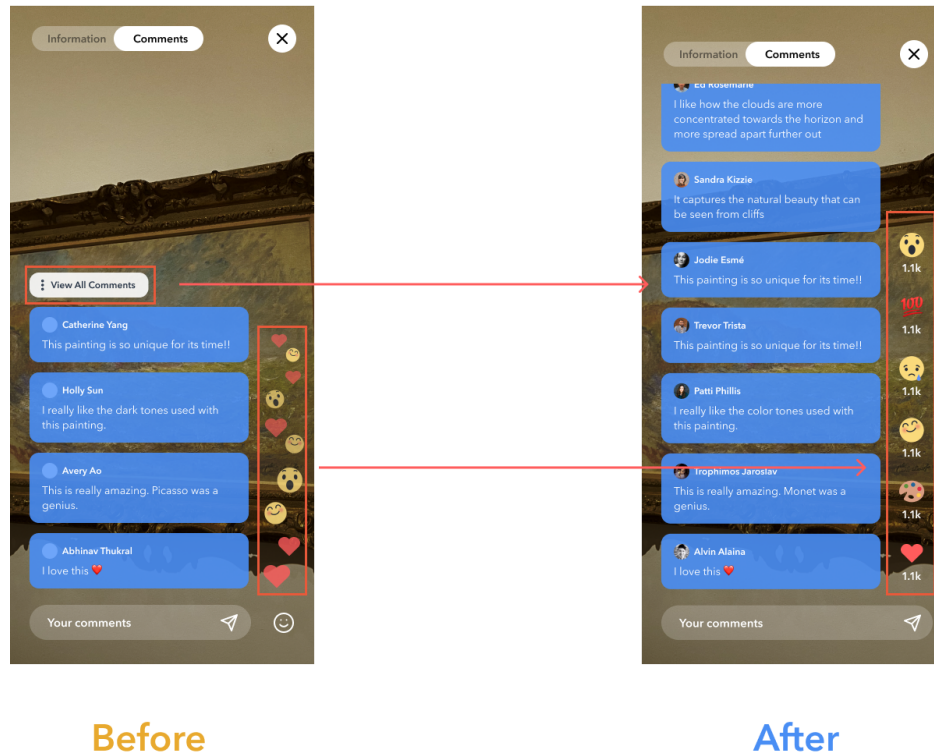 Information
Comments
View All Comments
Catherine Yang
This painting is so unique for its time!!
Holly Sun
I really like the dark tones used with
this painting.
Avery Ao
This is really amazing. Picasso was a
genius.
Abhinav Thukral
I love this ❤️
Your comments
Before
Information
Comments
Ed Rosemarie
I like how the clouds are more
concentrated towards the horizon and
more spread apart further out
Sandra Kizzie
It captures the natural beauty that can
be seen from cliffs
Jodie Esmé
This painting is so unique for its time!!
Trevor Trista
This painting is so unique for its time!!
Patti Phillis
I really like the color tones used with
this painting.
Trophimos Jaroslav
This is really amazing. Monet was a
genius.
Alvin Alaina
I love this ❤️
1.1k
💯
1.1k
1.1k
1.1k
1.1k
1.1k
Your comments
After